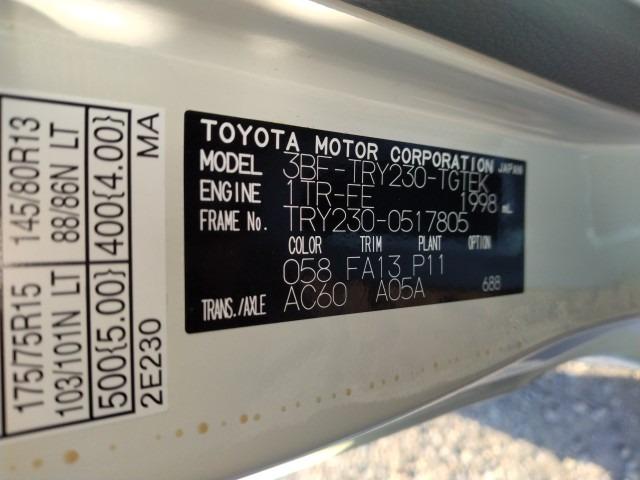 TOYOTA MOTOR CORPORATION JAPAN
MODEL 3BF-TRY230-TGTEK
ENGINE 1TR-FE 1998 mL
FRAME No. TRY230-0517805
COLOR TRIM PLANT OPTION
058 FA13 P11
TRANS./AXLE AC60 A05A 688
175/75R15 145/80R13
103/101N LT 88/86N LT
500{5.00} 400{4.00}
2E230 MA